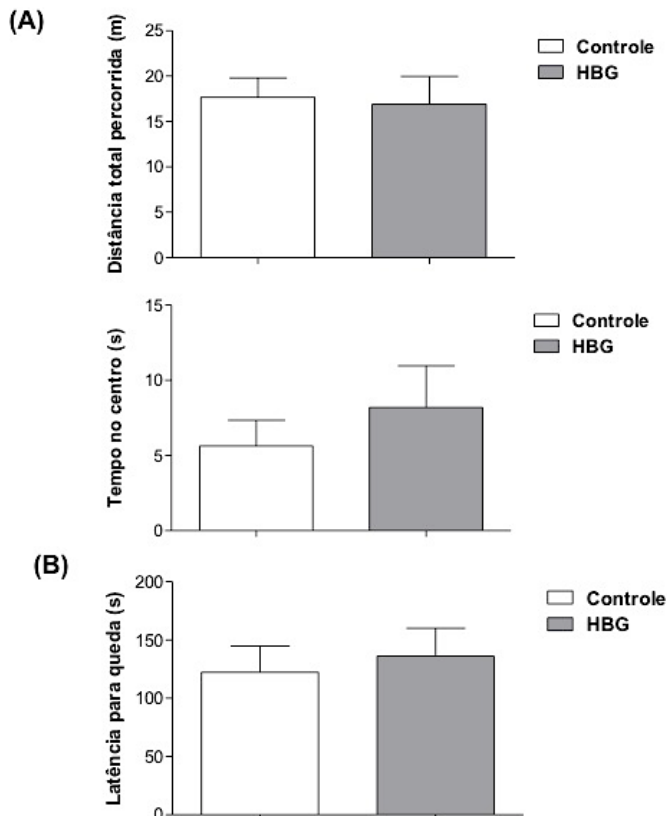 (A)
Distância total percorrida (m)
25
20
15
10
5
0
Controle
HBG
Tempo no centro (s)
15
10
5
0
Controle
HBG
(B)
Latência para queda (s)
200
150
100
50
0
Controle
HBG